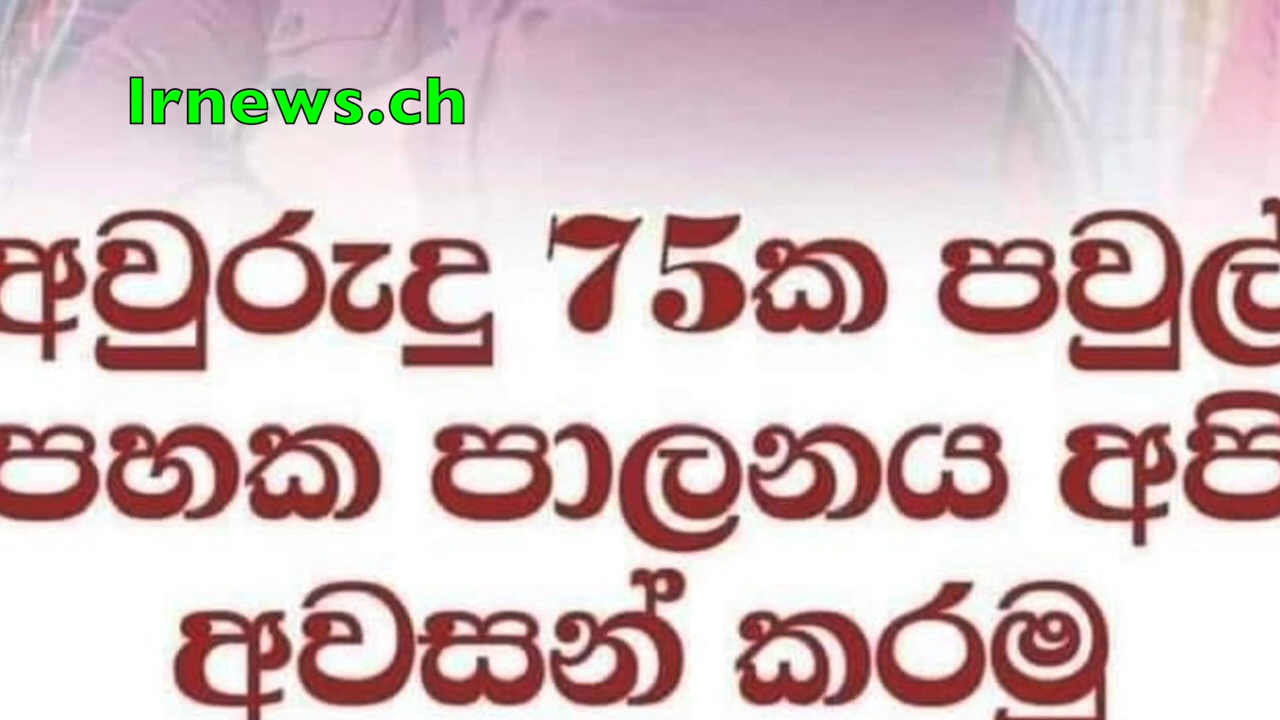 lrnews.ch
අවුරුදු 75ක පවුල්
පහක පාලනය අපි
අවසන් කරමු